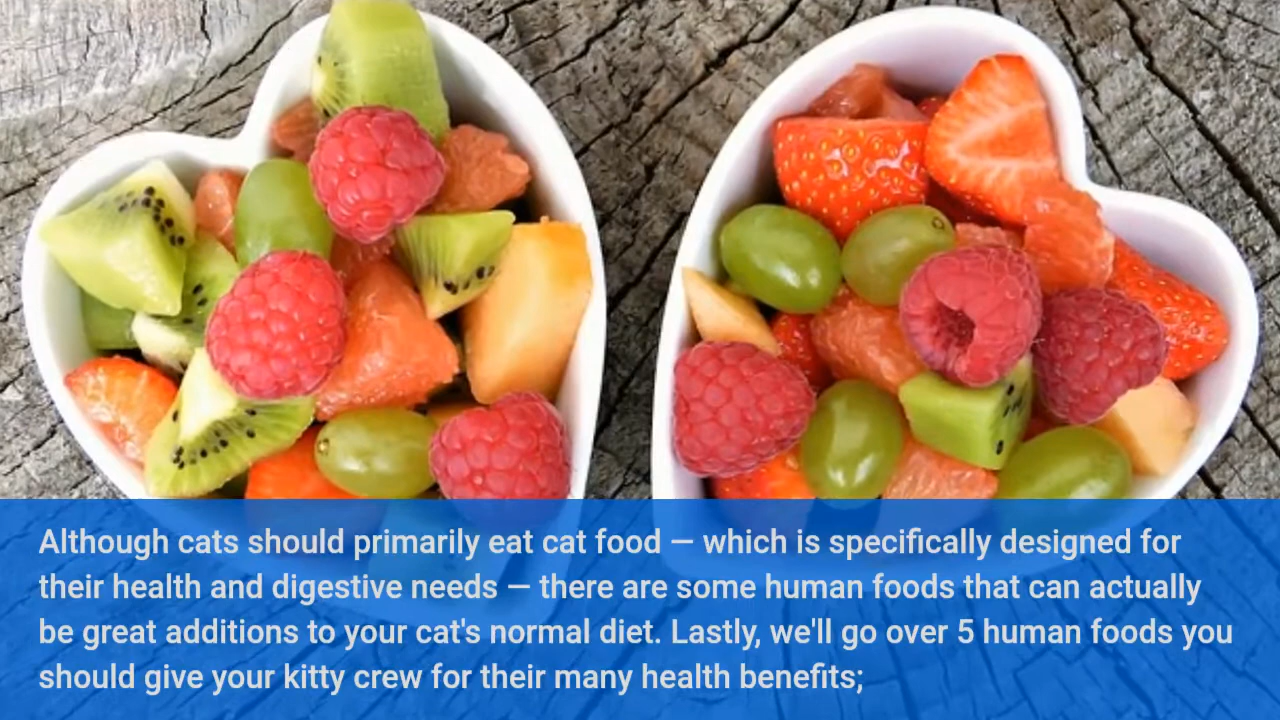 Although cats should primarily eat cat food — which is specifically designed for
their health and digestive needs — there are some human foods that can actually
be great additions to your cat's normal diet. Lastly, we'll go over 5 human foods you
should give your kitty crew for their many health benefits;